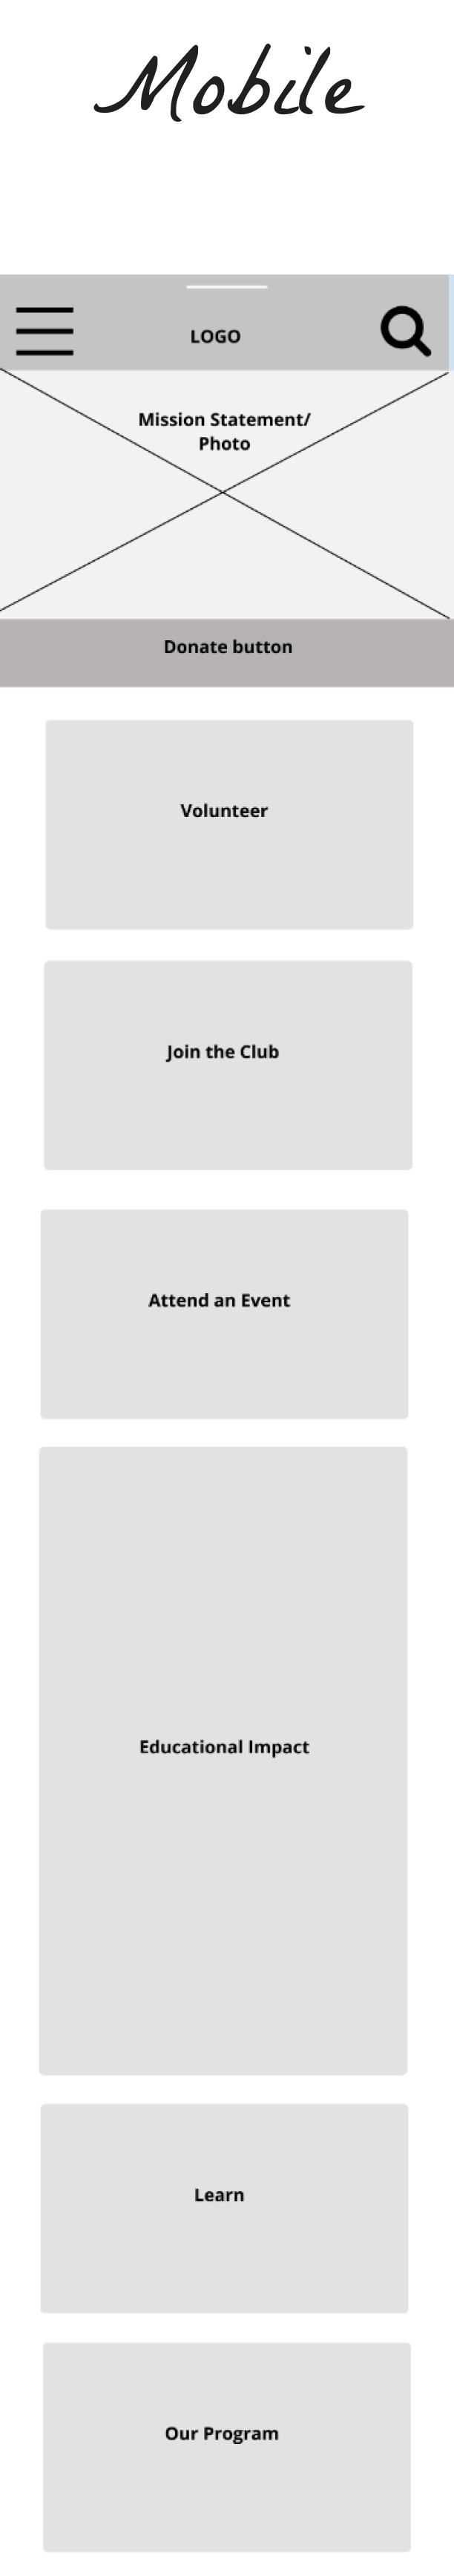 Mobile
LOGO
Mission Statement/
Photo
Donate button
Volunteer
Join the Club
Attend an Event
Educational Impact
Learn
Our Program